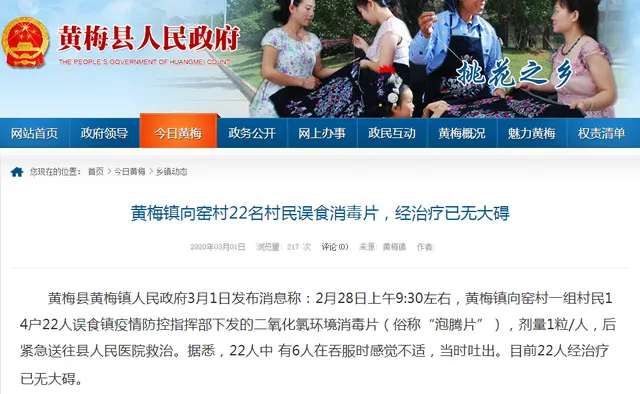 黄梅县人民政府
THE PEOPLE'S GOVERNMENT OF HUANGMEI COUNTY
桃花之乡
网站首页 政府领导 今日黄梅 政务公开 网上办事 政民互动 黄梅概况 魅力黄梅 权责清单
您现在的位置: 首页 > 今日黄梅 > 乡镇动态
黄梅镇向窑村22名村民误食消毒片，经治疗已无大碍
2020年03月01日 浏览量: 217 次 评论(0) 来源: 黄梅镇 作者:
黄梅县黄梅镇人民政府3月1日发布消息称：2月28日上午9:30左右，黄梅镇向窑村一组村民1
4户22人误食镇疫情防控指挥部下发的二氧化氯环境消毒片（俗称“泡腾片”），剂量1粒/人，后
紧急送往县人民医院救治。据悉，22人中 有6人在吞服时感觉不适，当时吐出。目前22人经治疗
已无大碍。